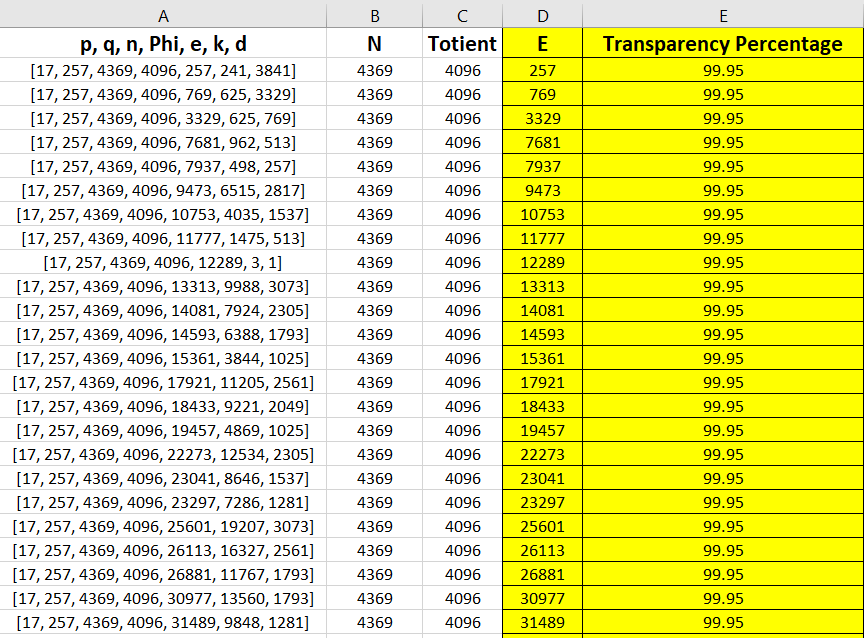 A B C D E
p, q, n, Phi, e, k, d N Totient E Transparency Percentage
[17, 257, 4369, 4096, 257, 241, 3841] 4369 4096 257 99.95
[17, 257, 4369, 4096, 769, 625, 3329] 4369 4096 769 99.95
[17, 257, 4369, 4096, 3329, 625, 769] 4369 4096 3329 99.95
[17, 257, 4369, 4096, 7681, 962, 513] 4369 4096 7681 99.95
[17, 257, 4369, 4096, 7937, 498, 257] 4369 4096 7937 99.95
[17, 257, 4369, 4096, 9473, 6515, 2817] 4369 4096 9473 99.95
[17, 257, 4369, 4096, 10753, 4035, 1537] 4369 4096 10753 99.95
[17, 257, 4369, 4096, 11777, 1475, 513] 4369 4096 11777 99.95
[17, 257, 4369, 4096, 12289, 3, 1] 4369 4096 12289 99.95
[17, 257, 4369, 4096, 13313, 9988, 3073] 4369 4096 13313 99.95
[17, 257, 4369, 4096, 14081, 7924, 2305] 4369 4096 14081 99.95
[17, 257, 4369, 4096, 14593, 6388, 1793] 4369 4096 14593 99.95
[17, 257, 4369, 4096, 15361, 3844, 1025] 4369 4096 15361 99.95
[17, 257, 4369, 4096, 17921, 11205, 2561] 4369 4096 17921 99.95
[17, 257, 4369, 4096, 18433, 9221, 2049] 4369 4096 18433 99.95
[17, 257, 4369, 4096, 19457, 4869, 1025] 4369 4096 19457 99.95
[17, 257, 4369, 4096, 22273, 12534, 2305] 4369 4096 22273 99.95
[17, 257, 4369, 4096, 23041, 8646, 1537] 4369 4096 23041 99.95
[17, 257, 4369, 4096, 23297, 7286, 1281] 4369 4096 23297 99.95
[17, 257, 4369, 4096, 25601, 19207, 3073] 4369 4096 25601 99.95
[17, 257, 4369, 4096, 26113, 16327, 2561] 4369 4096 26113 99.95
[17, 257, 4369, 4096, 26881, 11767, 1793] 4369 4096 26881 99.95
[17, 257, 4369, 4096, 30977, 13560, 1793] 4369 4096 30977 99.95
[17, 257, 4369, 4096, 31489, 9848, 1281] 4369 4096 31489 99.95